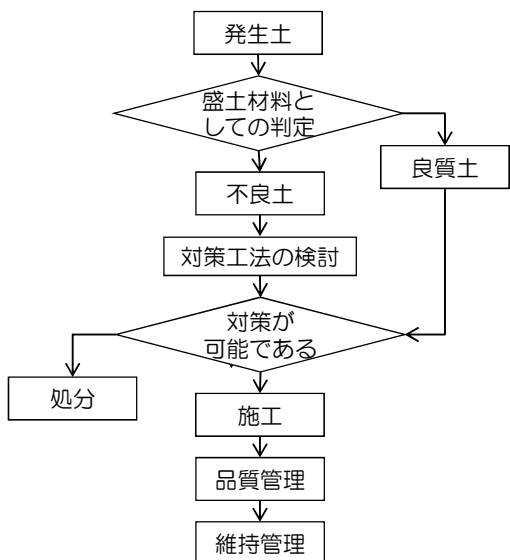 発生土
盛土材料と
しての判定
良質土
不良土
対策工法の検討
対策が
可能である
処分
施工
品質管理
維持管理